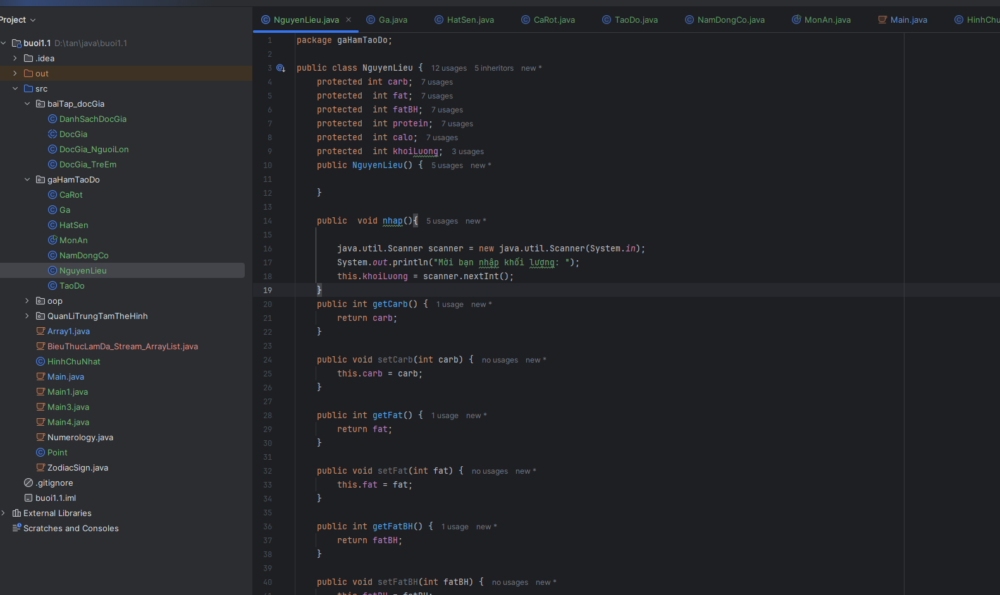 Project
NguyenLieu.java
Ga.java
HatSen.java
CaRot.java
TaoDo.java
NamDongCo.java
MonAn.java
Main.java
HinhChu
buoi1.1 D:\tan\java\buoi1.1
.idea
out
src
baiTap_docGia
DanhSachDocGia
DocGia
DocGia_NguoiLon
DocGia_TreEm
gaHamTaoDo
CaRot
Ga
HatSen
MonAn
NamDongCo
NguyenLieu
TaoDo
oop
QuanLiTrungTamTheHinh
Array1.java
BieuThucLamDa_Stream_ArrayList.java
HinhChuNhat
Main.java
Main1.java
Main3.java
Main4.java
Numerology.java
Point
ZodiacSign.java
.gitignore
buoi1.1.iml
External Libraries
Scratches and Consoles
1 package gaHamTaoDo;
2
3 public class NguyenLieu { 12 usages 5 inheritors new *
4 protected int carb; 7 usages
5 protected  int fat; 7 usages
6 protected  int fatBH; 7 usages
7 protected  int protein; 7 usages
8 protected  int calo; 7 usages
9 protected  int khoiLuong; 3 usages
10 public NguyenLieu() { 5 usages new *
11
12 }
13
14 public  void nhap(){ 5 usages new *
15
16 java.util.Scanner scanner = new java.util.Scanner(System.in);
17 System.out.println("Mời bạn nhập khối lượng: ");
18 this.khoiLuong = scanner.nextInt();
19 }
20 public int getCarb() { 1 usage new *
21 return carb;
22 }
23
24 public void setCarb(int carb) { no usages new *
25 this.carb = carb;
26 }
27
28 public int getFat() { 1 usage new *
29 return fat;
30 }
31
32 public void setFat(int fat) { no usages new *
33 this.fat = fat;
34 }
35
36 public int getFatBH() { 1 usage new *
37 return fatBH;
38 }
39
40 public void setFatBH(int fatBH) { no usages new *
41 this.fatBH = fatBH;